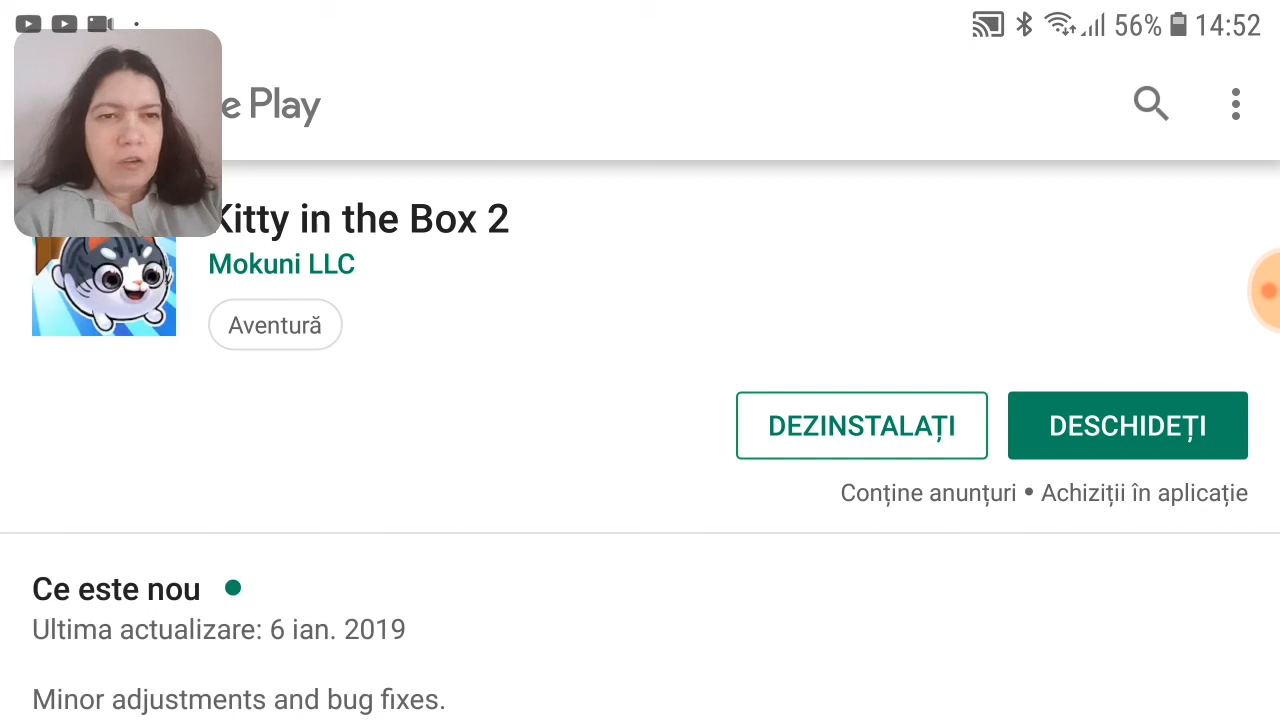 56% 14:52
e Play
Kitty in the Box 2
Mokuni LLC
Aventură
DEZINSTALAȚI DESCHIDEȚI
Conține anunțuri • Achiziții în aplicație
Ce este nou
Ultima actualizare: 6 ian. 2019
Minor adjustments and bug fixes.